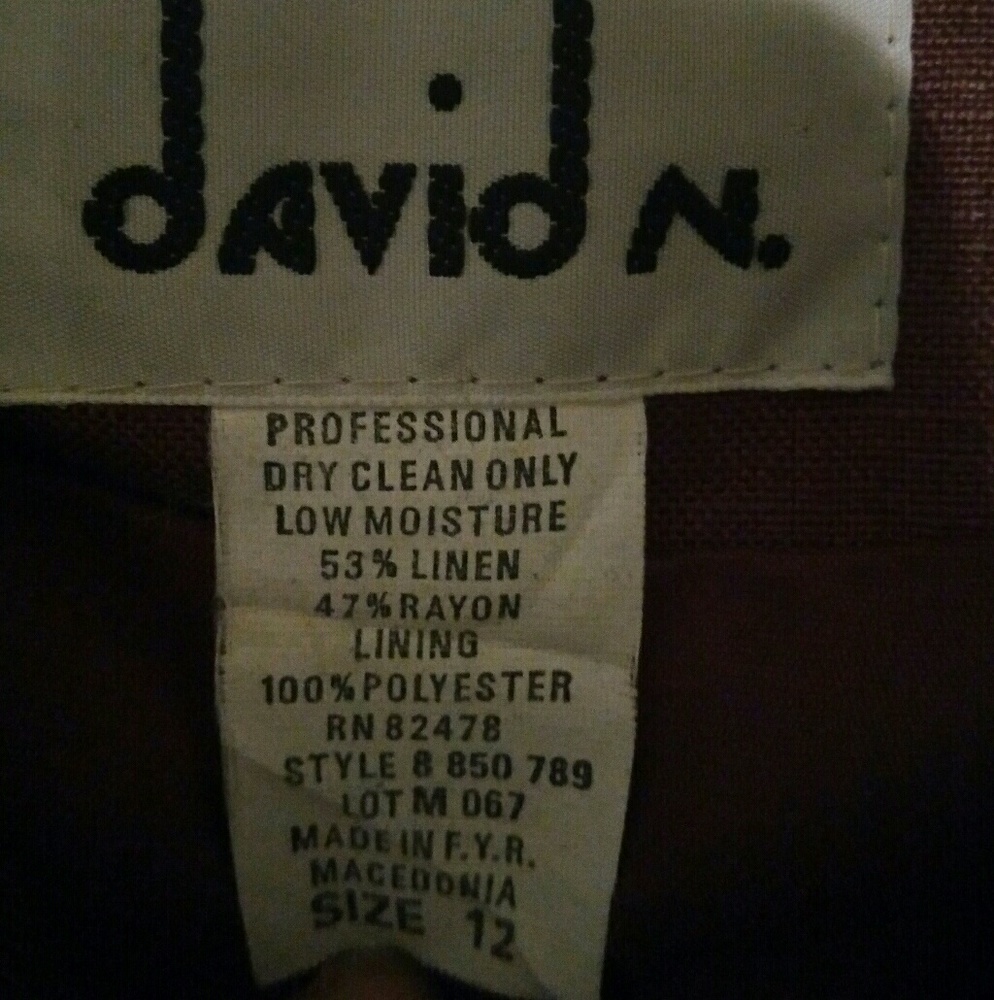 david N.
PROFESSIONAL
DRY CLEAN ONLY
LOW MOISTURE
53% LINEN
47% RAYON
LINING
100% POLYESTER
RN 82478
STYLE 8 850 789
LOT M 067
MADE IN F.Y.R.
MACEDONIA
SIZE 12